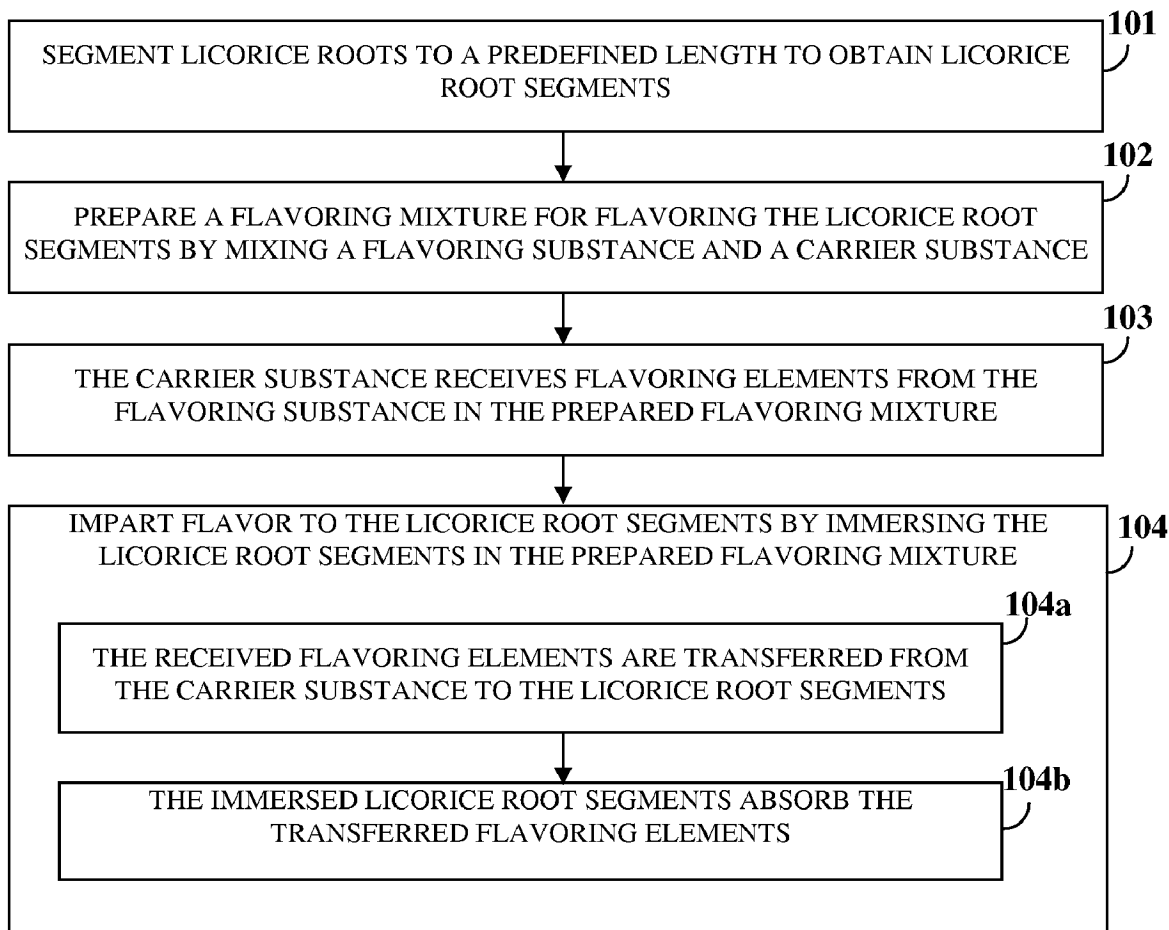 101
SEGMENT LICORICE ROOTS TO A PREDEFINED LENGTH TO OBTAIN LICORICE
ROOT SEGMENTS
102
PREPARE A FLAVORING MIXTURE FOR FLAVORING THE LICORICE ROOT
SEGMENTS BY MIXING A FLAVORING SUBSTANCE AND A CARRIER SUBSTANCE
103
THE CARRIER SUBSTANCE RECEIVES FLAVORING ELEMENTS FROM THE
FLAVORING SUBSTANCE IN THE PREPARED FLAVORING MIXTURE
IMPART FLAVOR TO THE LICORICE ROOT SEGMENTS BY IMMERSING THE
LICORICE ROOT SEGMENTS IN THE PREPARED FLAVORING MIXTURE
104
104a
THE RECEIVED FLAVORING ELEMENTS ARE TRANSFERRED FROM
THE CARRIER SUBSTANCE TO THE LICORICE ROOT SEGMENTS
104b
THE IMMERSED LICORICE ROOT SEGMENTS ABSORB THE
TRANSFERRED FLAVORING ELEMENTS